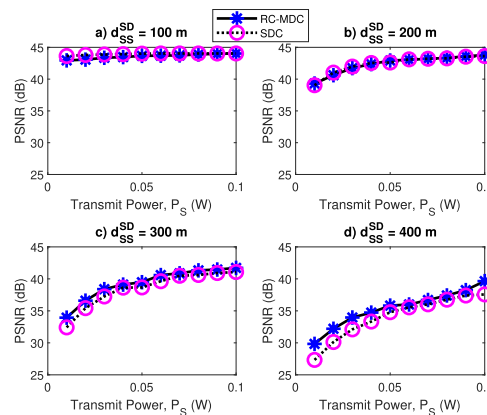 RC-MDC
SDC
a) d_SS^SD = 100 m
b) d_SS^SD = 200 m
45
40
35
30
25
PSNR (dB)
0
0.05
0.1
Transmit Power, P_S (W)
45
40
35
30
25
PSNR (dB)
0
0.05
0.1
Transmit Power, P_S (W)
c) d_SS^SD = 300 m
d) d_SS^SD = 400 m
45
40
35
30
25
PSNR (dB)
0
0.05
0.1
Transmit Power, P_S (W)
45
40
35
30
25
PSNR (dB)
0
0.05
0.1
Transmit Power, P_S (W)